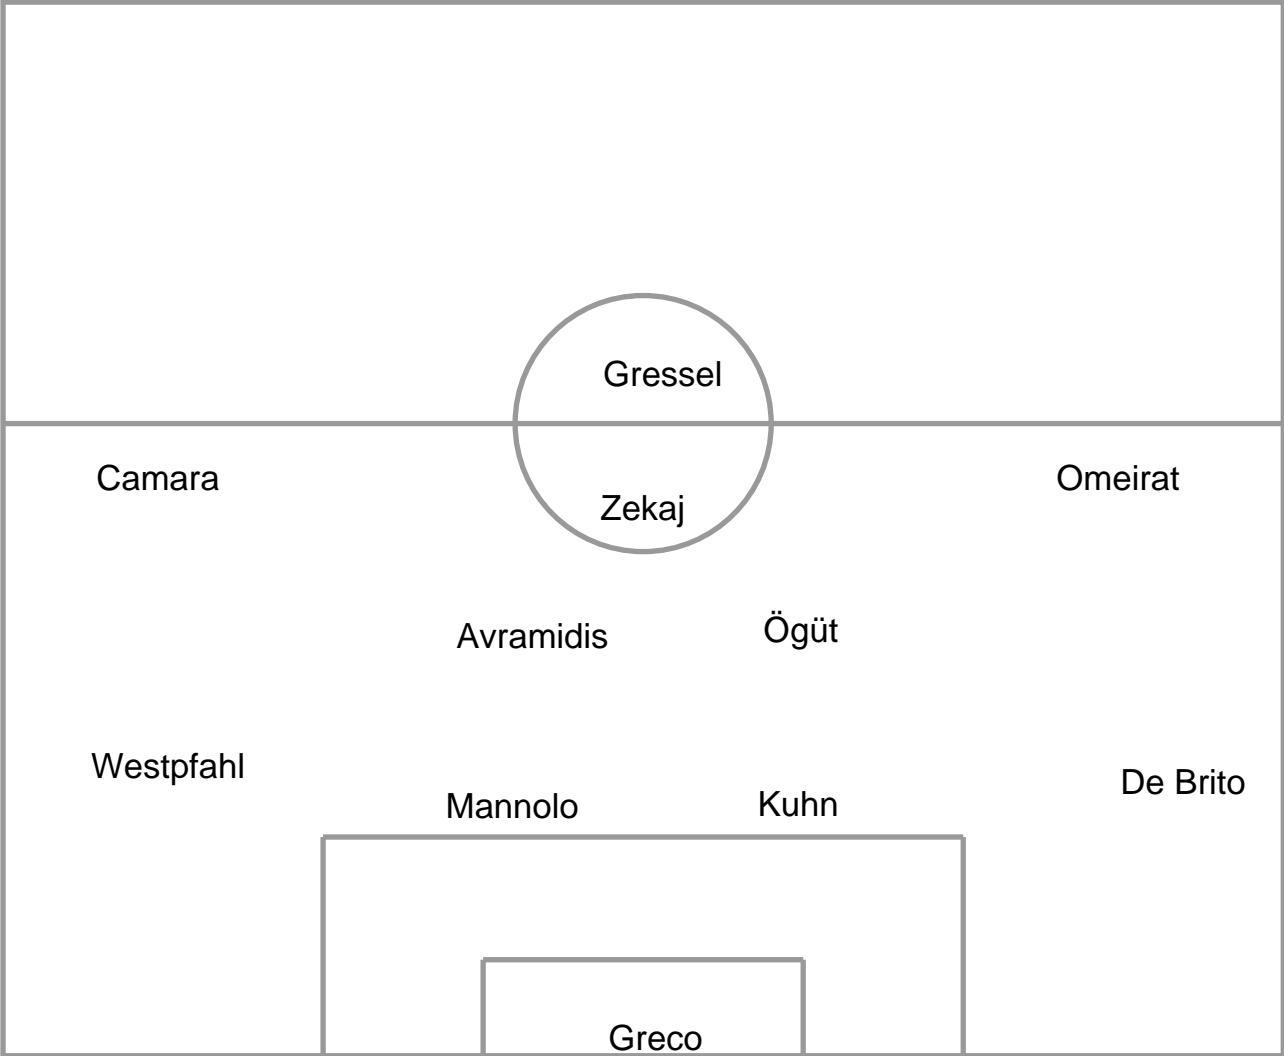 Gressel
Camara
Omeirat
Zekaj
Avramidis
Ögüt
Westpfahl
De Brito
Mannolo
Kuhn
Greco